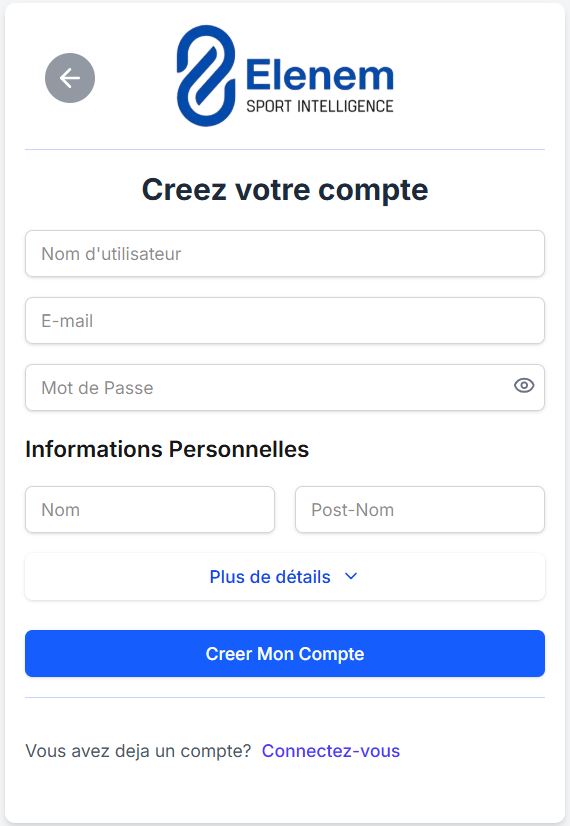 Elenem
SPORT INTELLIGENCE
Creez votre compte
Nom d'utilisateur
E-mail
Mot de Passe
Informations Personnelles
Nom Post-Nom
Plus de détails
Creer Mon Compte
Vous avez deja un compte? Connectez-vous